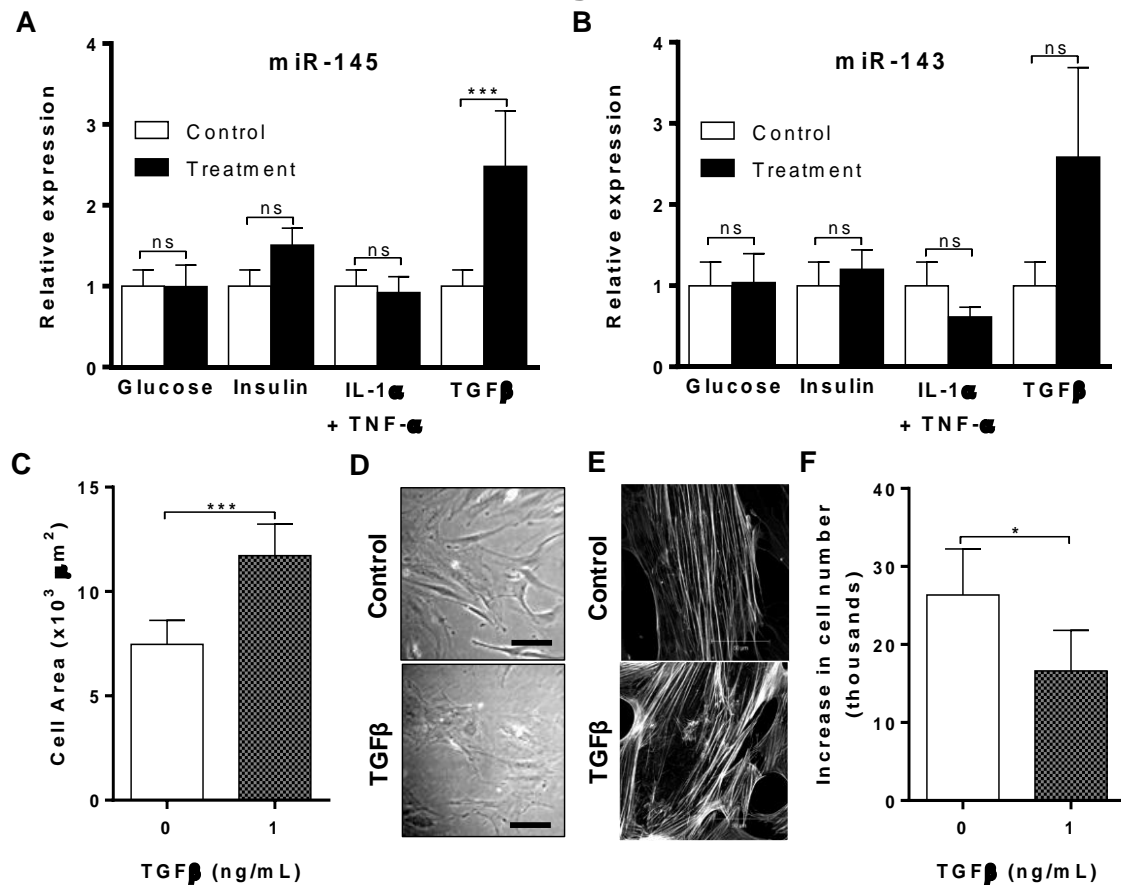 A
miR-145
Relative expression
4
3
2
1
0
Control
Treatment
ns
ns
ns
***
Glucose
Insulin
IL-1α
+ TNF-α
TGFβ
B
miR-143
Relative expression
4
3
2
1
0
Control
Treatment
ns
ns
ns
ns
Glucose
Insulin
IL-1α
+ TNF-α
TGFβ
C
Cell Area (x10³ μm²)
15
10
5
0
***
0
1
TGFβ (ng/mL)
D
Control
TGFβ
E
Control
TGFβ
F
Increase in cell number
(thousands)
40
30
20
10
0
*
0
1
TGFβ (ng/mL)